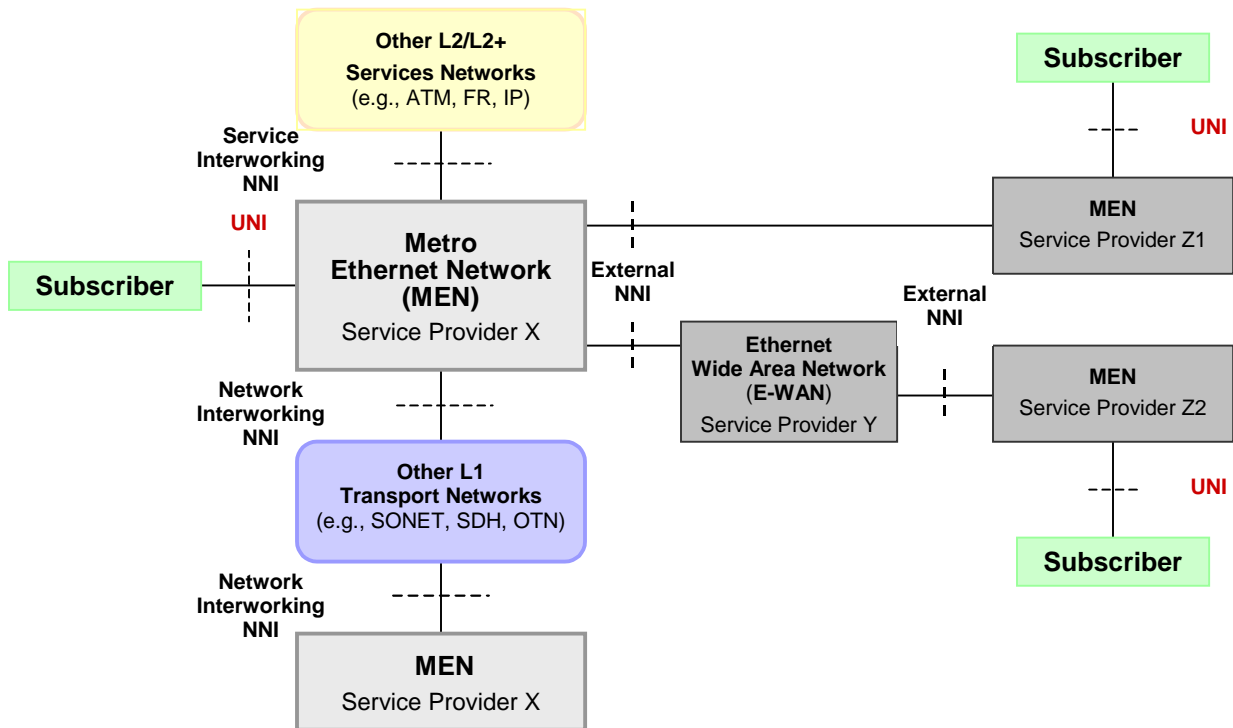 Other L2/L2+
Services Networks
(e.g., ATM, FR, IP)
Subscriber
UNI
Service
Interworking
NNI
UNI
Subscriber
Metro
Ethernet Network
(MEN)
Service Provider X
External
NNI
MEN
Service Provider Z1
External
NNI
Ethernet
Wide Area Network
(E-WAN)
Service Provider Y
MEN
Service Provider Z2
UNI
Subscriber
Network
Interworking
NNI
Other L1
Transport Networks
(e.g., SONET, SDH, OTN)
Network
Interworking
NNI
MEN
Service Provider X